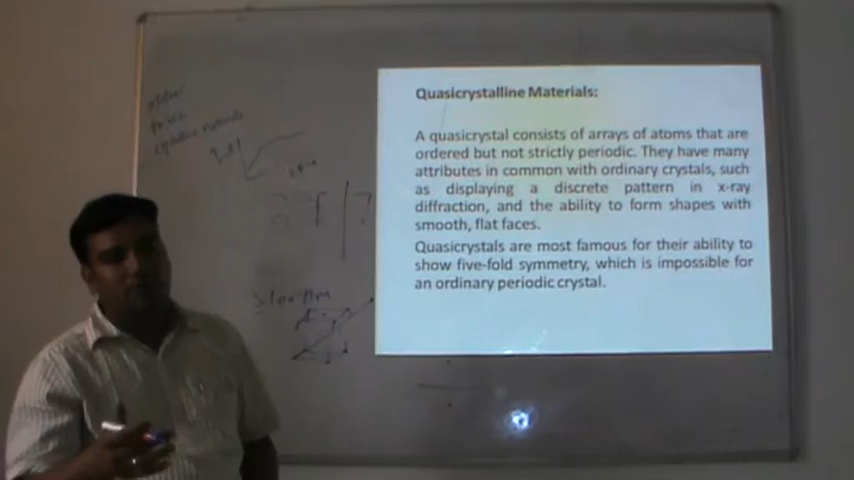 Quasicrystalline Materials:
A quasicrystal consists of arrays of atoms that are
ordered but not strictly periodic. They have many
attributes in common with ordinary crystals, such
as displaying a discrete pattern in x-ray
diffraction, and the ability to form shapes with
smooth, flat faces.
Quasicrystals are most famous for their ability to
show five-fold symmetry, which is impossible for
an ordinary periodic crystal.